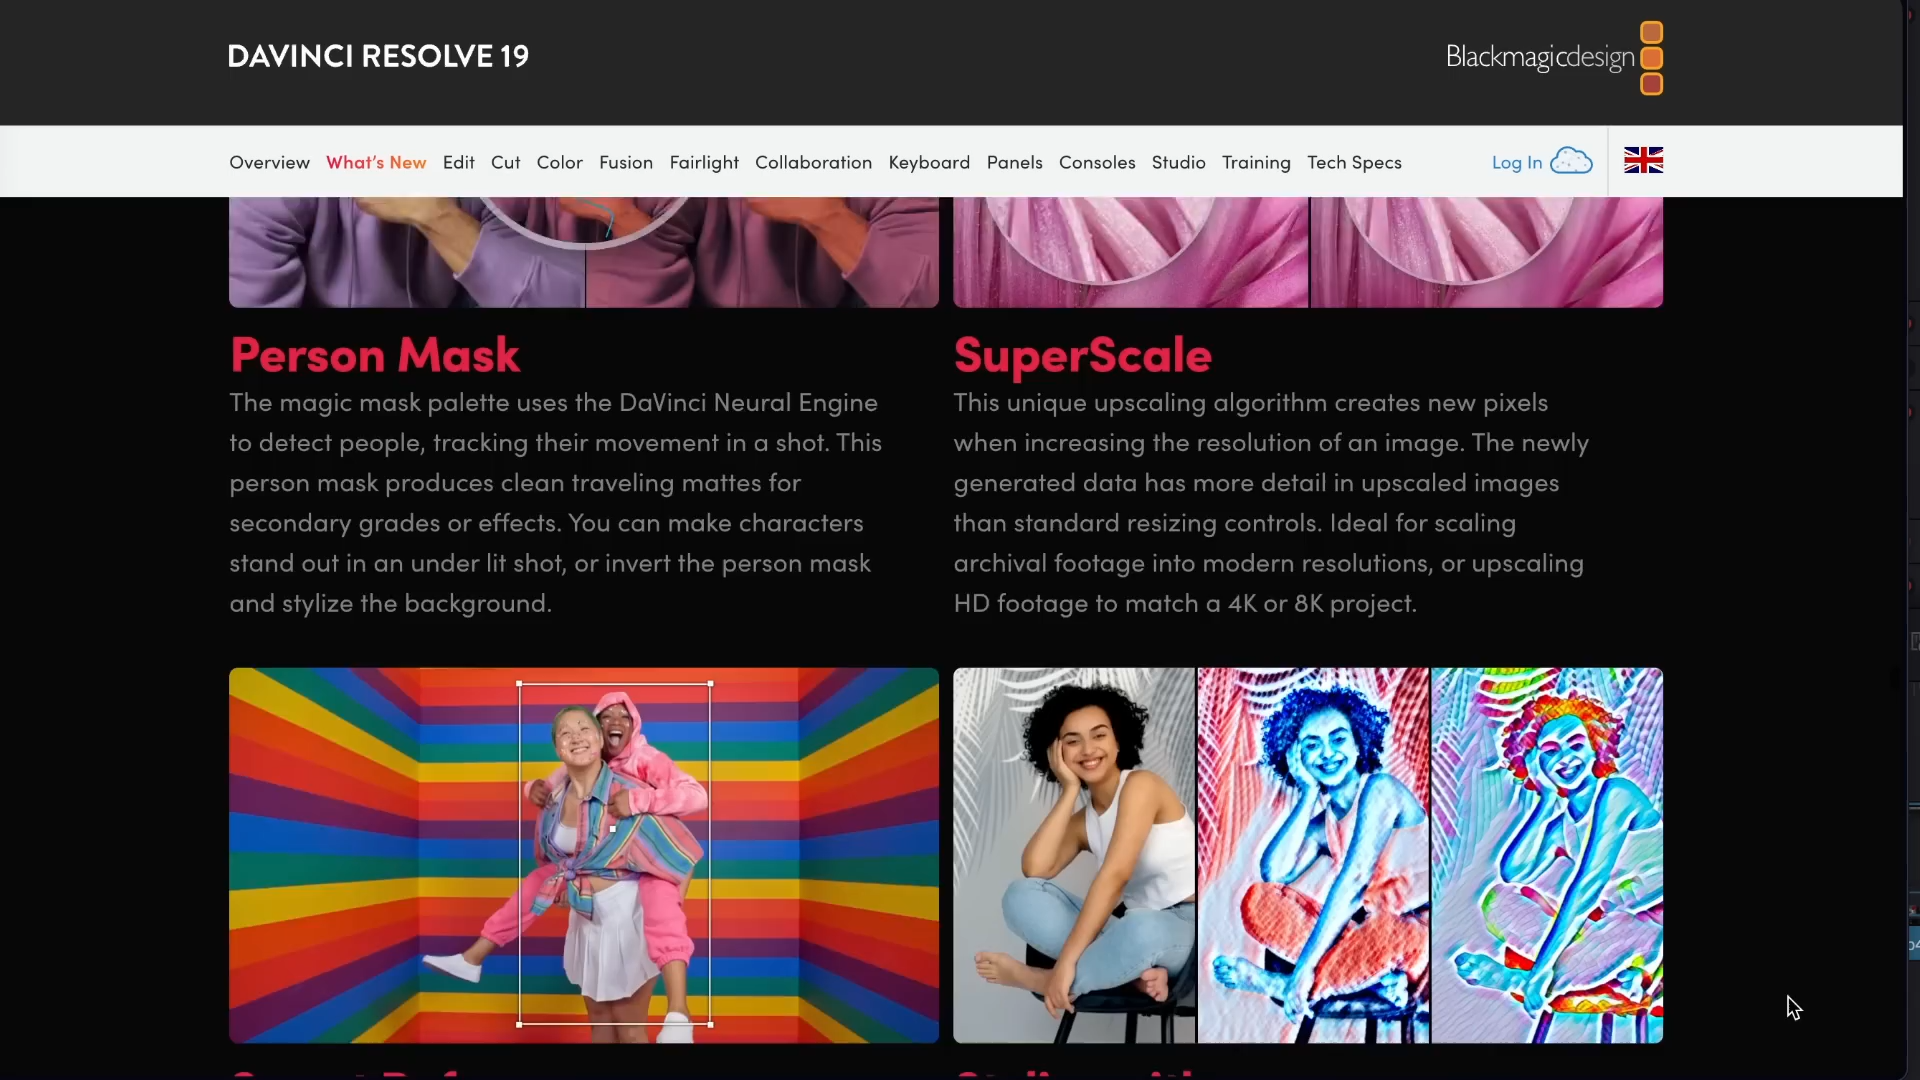 DAVINCI RESOLVE 19
Blackmagicdesign
Overview What's New Edit Cut Color Fusion Fairlight Collaboration Keyboard Panels Consoles Studio Training Tech Specs Log In
Person Mask
The magic mask palette uses the DaVinci Neural Engine
to detect people, tracking their movement in a shot. This
person mask produces clean traveling mattes for
secondary grades or effects. You can make characters
stand out in an under lit shot, or invert the person mask
and stylize the background.
SuperScale
This unique upscaling algorithm creates new pixels
when increasing the resolution of an image. The newly
generated data has more detail in upscaled images
than standard resizing controls. Ideal for scaling
archival footage into modern resolutions, or upscaling
HD footage to match a 4K or 8K project.